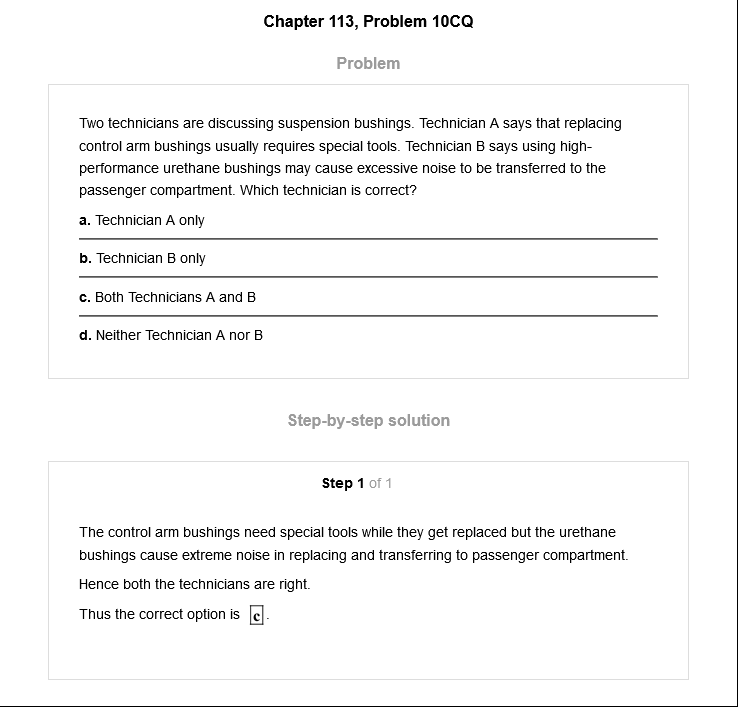 Chapter 113, Problem 10CQ
Problem
Two technicians are discussing suspension bushings. Technician A says that replacing
control arm bushings usually requires special tools. Technician B says using high-
performance urethane bushings may cause excessive noise to be transferred to the
passenger compartment. Which technician is correct?
a. Technician A only
b. Technician B only
c. Both Technicians A and B
d. Neither Technician A nor B
Step-by-step solution
Step 1 of 1
The control arm bushings need special tools while they get replaced but the urethane
bushings cause extreme noise in replacing and transferring to passenger compartment.
Hence both the technicians are right.
Thus the correct option is c.